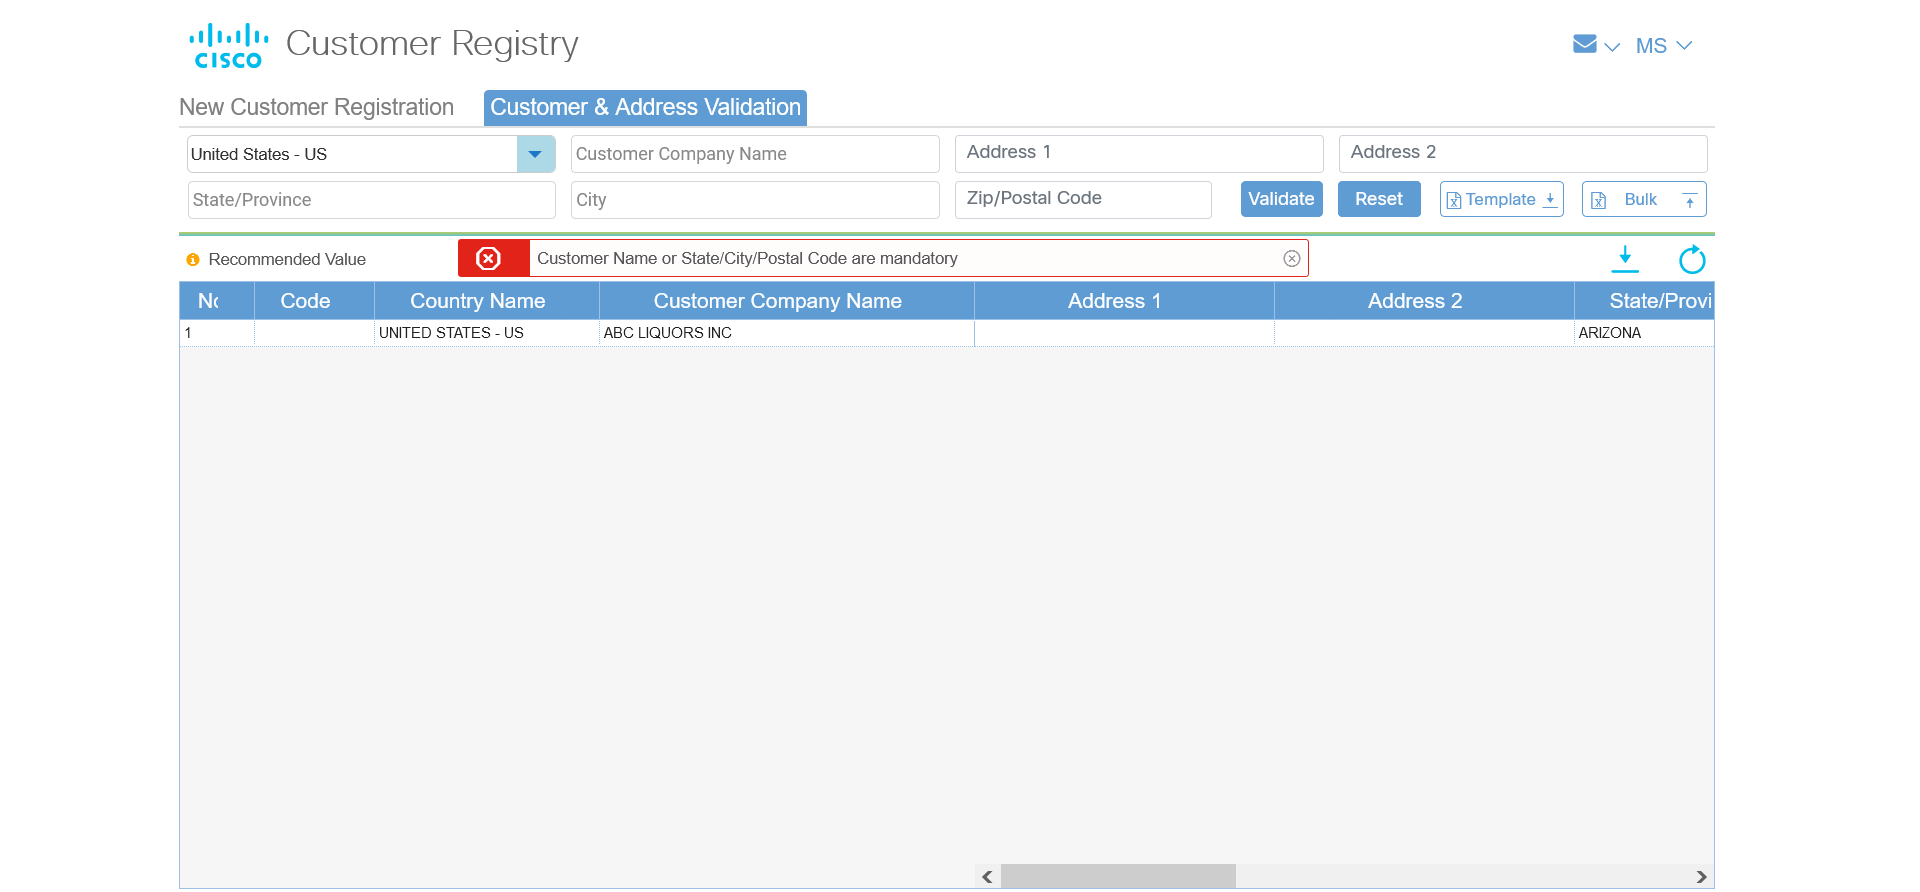 CISCO Customer Registry
MS
New Customer Registration Customer & Address Validation
United States - US Customer Company Name Address 1 Address 2
State/Province City Zip/Postal Code Validate Reset Template Bulk
Recommended Value Customer Name or State/City/Postal Code are mandatory
No Code Country Name Customer Company Name Address 1 Address 2 State/Provi
1 UNITED STATES - US ABC LIQUORS INC ARIZONA